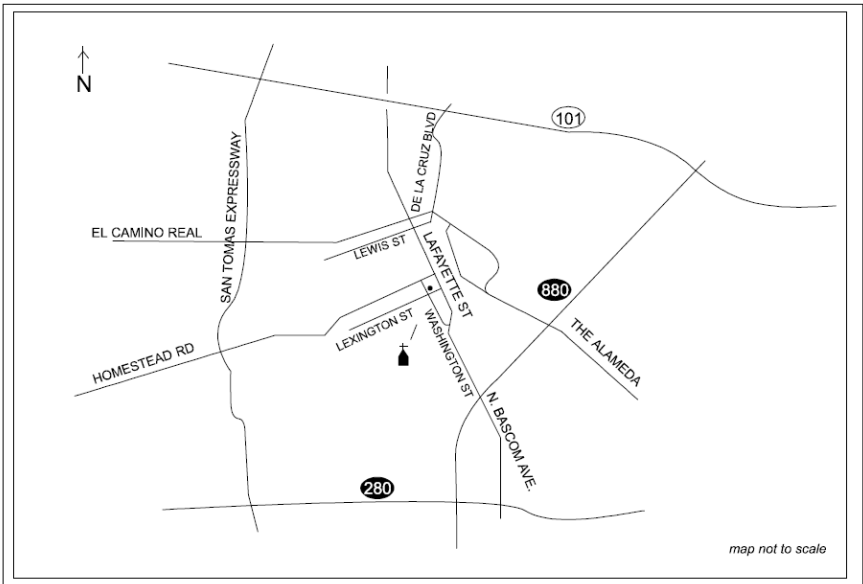 N
101
DE LA CRUZ BLVD
SAN TOMAS EXPRESSWAY
EL CAMINO REAL
LEWIS ST
LAFAYETTE ST
880
LEXINGTON ST
WASHINGTON ST
THE ALAMEDA
HOMESTEAD RD
N. BASCOM AVE.
280
map not to scale